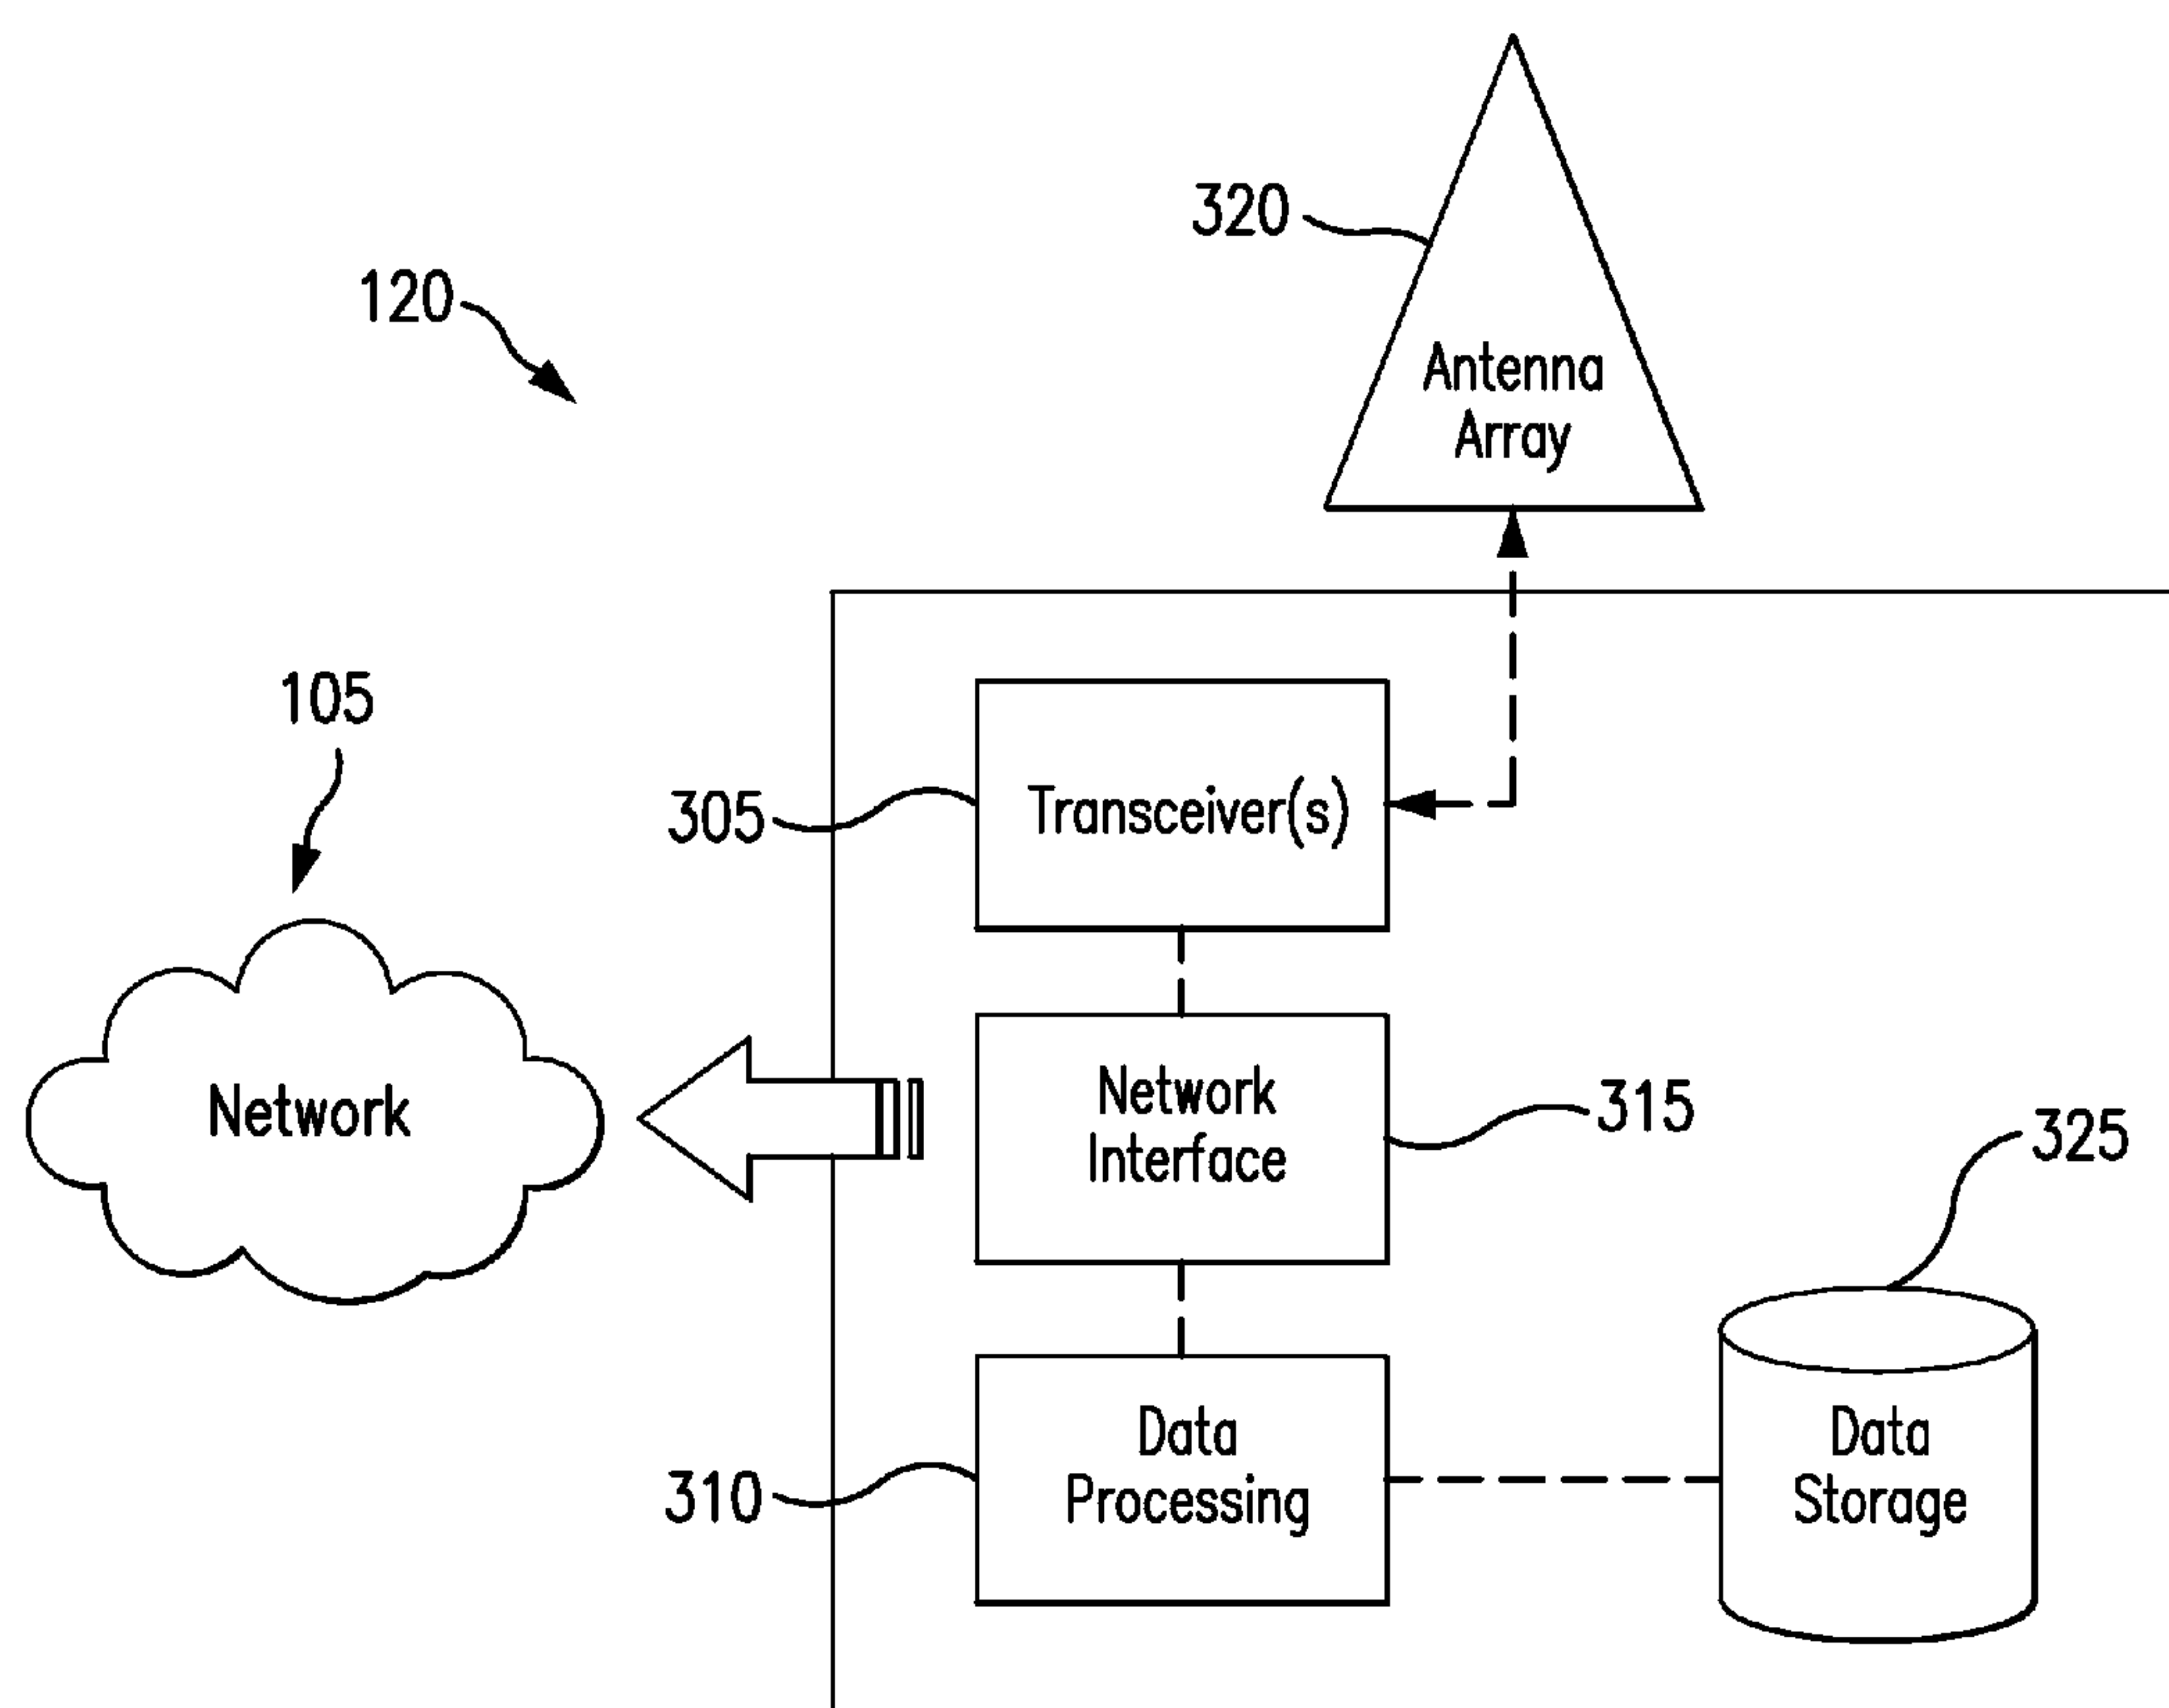 320
120
Antenna
Array
105
305
Transceiver(s)
Network
Network
Interface
315
325
310
Data
Processing
Data
Storage